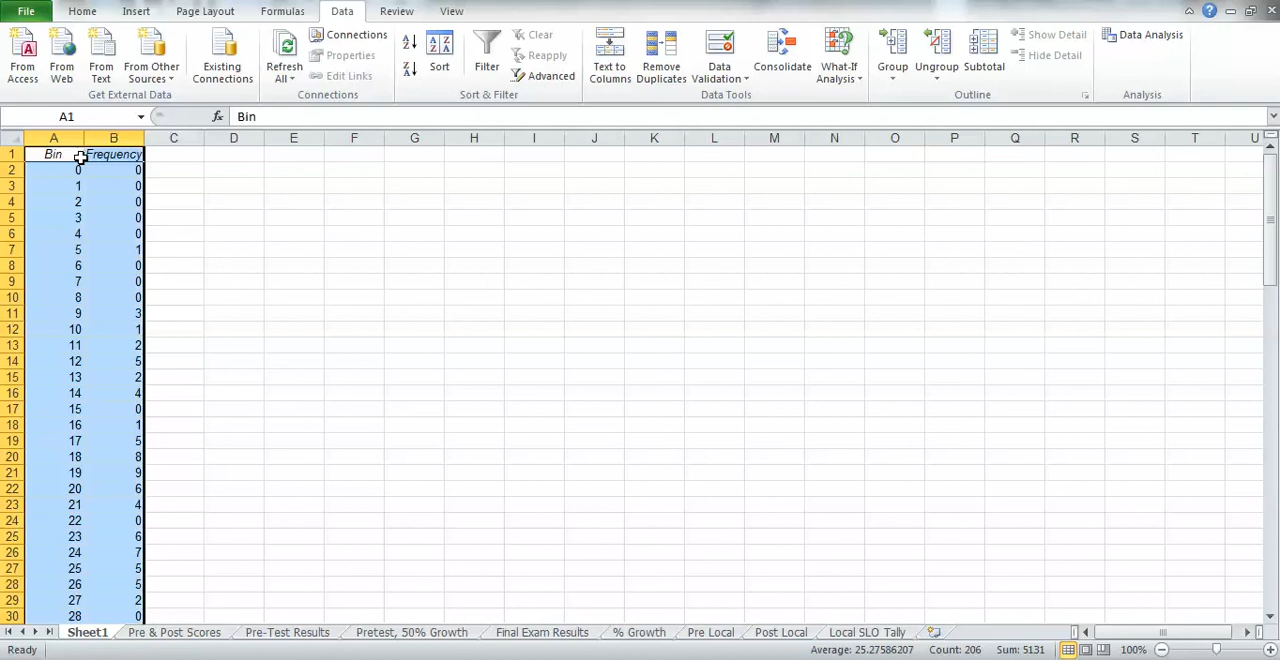 File Home Insert Page Layout Formulas Data Review View
From Access
From Web
From Text
From Other Sources
Existing Connections
Get External Data
Refresh All
Connections
Properties
Edit Links
Connections
Sort
Filter
Clear
Reapply
Advanced
Sort & Filter
Text to Columns
Remove Duplicates
Data Validation
Consolidate
What-If Analysis
Data Tools
Group
Ungroup
Subtotal
Show Detail
Hide Detail
Outline
Data Analysis
Analysis
A1 fx Bin
A B C D E F G H I J K L M N O P Q R S T U
1 Bin Frequency
2 0 0
3 1 0
4 2 0
5 3 0
6 4 0
7 5 1
8 6 0
9 7 0
10 8 0
11 9 3
12 10 1
13 11 2
14 12 5
15 13 2
16 14 4
17 15 0
18 16 1
19 17 5
20 18 8
21 19 9
22 20 6
23 21 4
24 22 0
25 23 6
26 24 7
27 25 5
28 26 5
29 27 2
30 28 0
Sheet1 Pre & Post Scores Pre-Test Results Pretest, 50% Growth Final Exam Results % Growth Pre Local Post Local Local SLO Tally
Ready Average: 25.27586207 Count: 206 Sum: 5131 100%